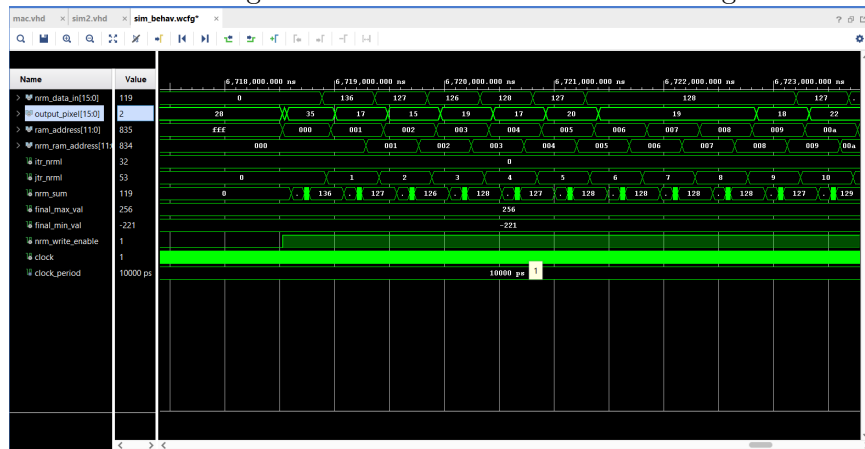 mac.vhd × sim2.vhd × sim_behav.wcfg* ×
Name Value
6,718,000.000 ns 6,719,000.000 ns 6,720,000.000 ns 6,721,000.000 ns 6,722,000.000 ns 6,723,000.000 ns
nrm_data_in[15:0] 119 0 136 127 126 128 127 128 127 .
output_pixel[15:0] 2 28 35 17 15 19 17 20 19 18 22
ram_address[11:0] 835 fff 000 001 002 003 004 005 006 007 008 009 00a
nrm_ram_address[11: 834 000 001 002 003 004 005 006 007 008 009 00a
itr_nrml 32 0
jtr_nrml 53 0 1 2 3 4 5 6 7 8 9 10
nrm_sum 119 0 . 136 . 127 . 126 . 128 . 127 . 128 . 128 . 128 . 128 . 127 . 129
final_max_val 256 256
final_min_val -221 -221
nrm_write_enable 1
clock 1
clock_period 10000 ps 10000 ps 1